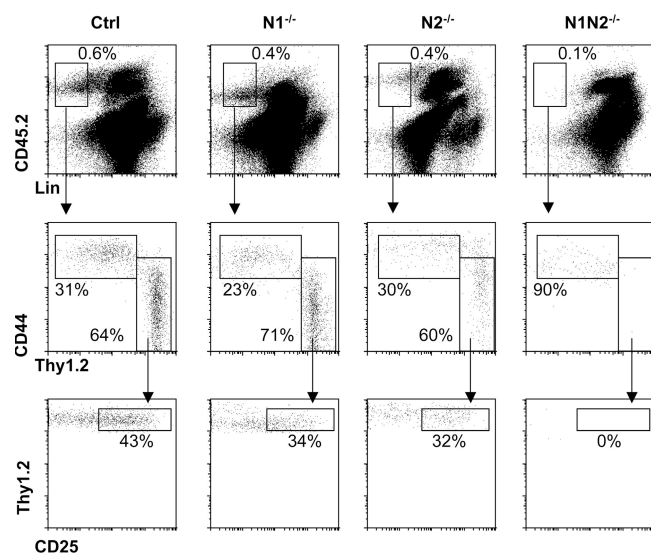 Ctrl N1-/- N2-/- N1N2-/-
0.6% 0.4% 0.4% 0.1%
CD45.2
Lin
31% 23% 30% 90%
64% 71% 60%
CD44
Thy1.2
43% 34% 32% 0%
Thy1.2
CD25